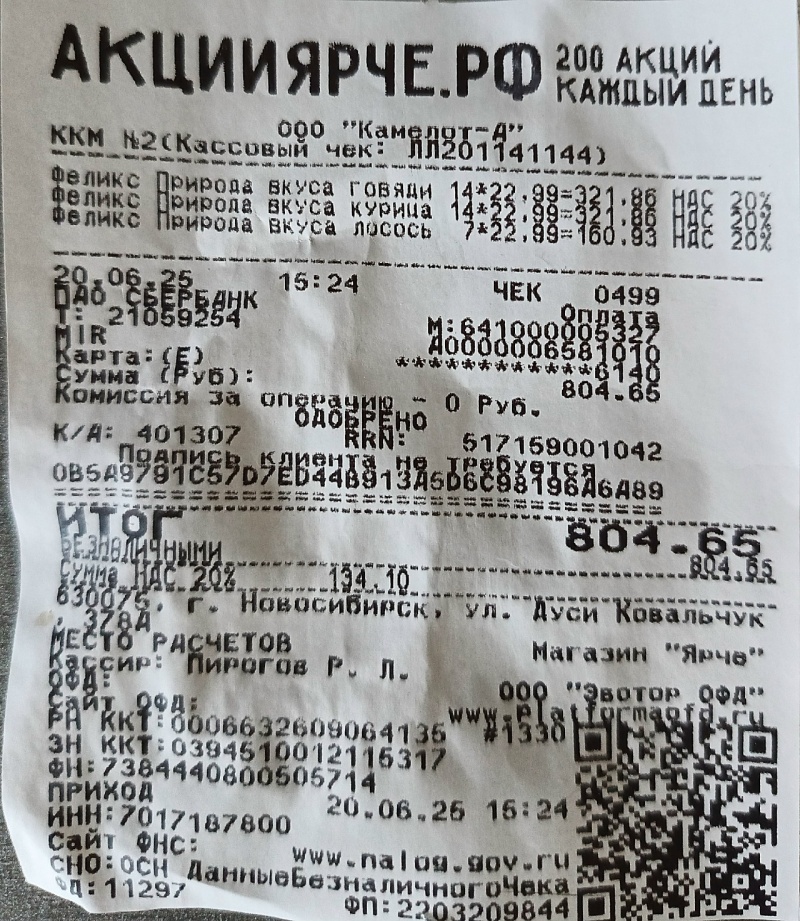 АКЦИИЯРЧЕ.РФ 200 АКЦИЙ
КАЖДЫЙ ДЕНЬ
ООО "Камелот-А"
ККМ №2(Кассовый чек: ЛЛ201141144)
Феликс Природа вкуса говяди 14*22.99=321.86 НДС 20%
Феликс Природа вкуса курица 14*22.99=321.86 НДС 20%
Феликс Природа вкуса лосось 7*22.99=160.93 НДС 20%
20.06.25 15:24 ЧЕК 0499
ПАО СБЕРБАНК Оплата
Т: 21059254 М:641000005327
MIR A0000006581010
Карта:(E) ************6140
Сумма (Руб): 804.65
Комиссия за операцию - 0 Руб.
ОДОБРЕНО
К/А: 401307 RRN: 517159001042
Подпись клиента не требуется
0B5A9791C57D7ED44B913A5D6C98196A6A89
ИТОГ 804.65
БЕЗНАЛИЧНЫМИ 804.65
Сумма НДС 20% 134.10
630075, г. Новосибирск, ул. Дуси Ковальчук
, 378А
МЕСТО РАСЧЕТОВ Магазин "Ярче"
Кассир: Пирогов Р. Л.
ОФД: ООО "Эвотор ОФД"
Сайт ОФД: www.platformaofd.ru
РН ККТ:0006632609064135 #1330
ЗН ККТ:0394510012115317
ФН:7384440800505714
ПРИХОД 20.06.25 15:24
ИНН:7017187800
Сайт ФНС: www.nalog.gov.ru
СНО:ОСН ДанныеБезналичногоЧека
ФД:11297 ФП:2203209844